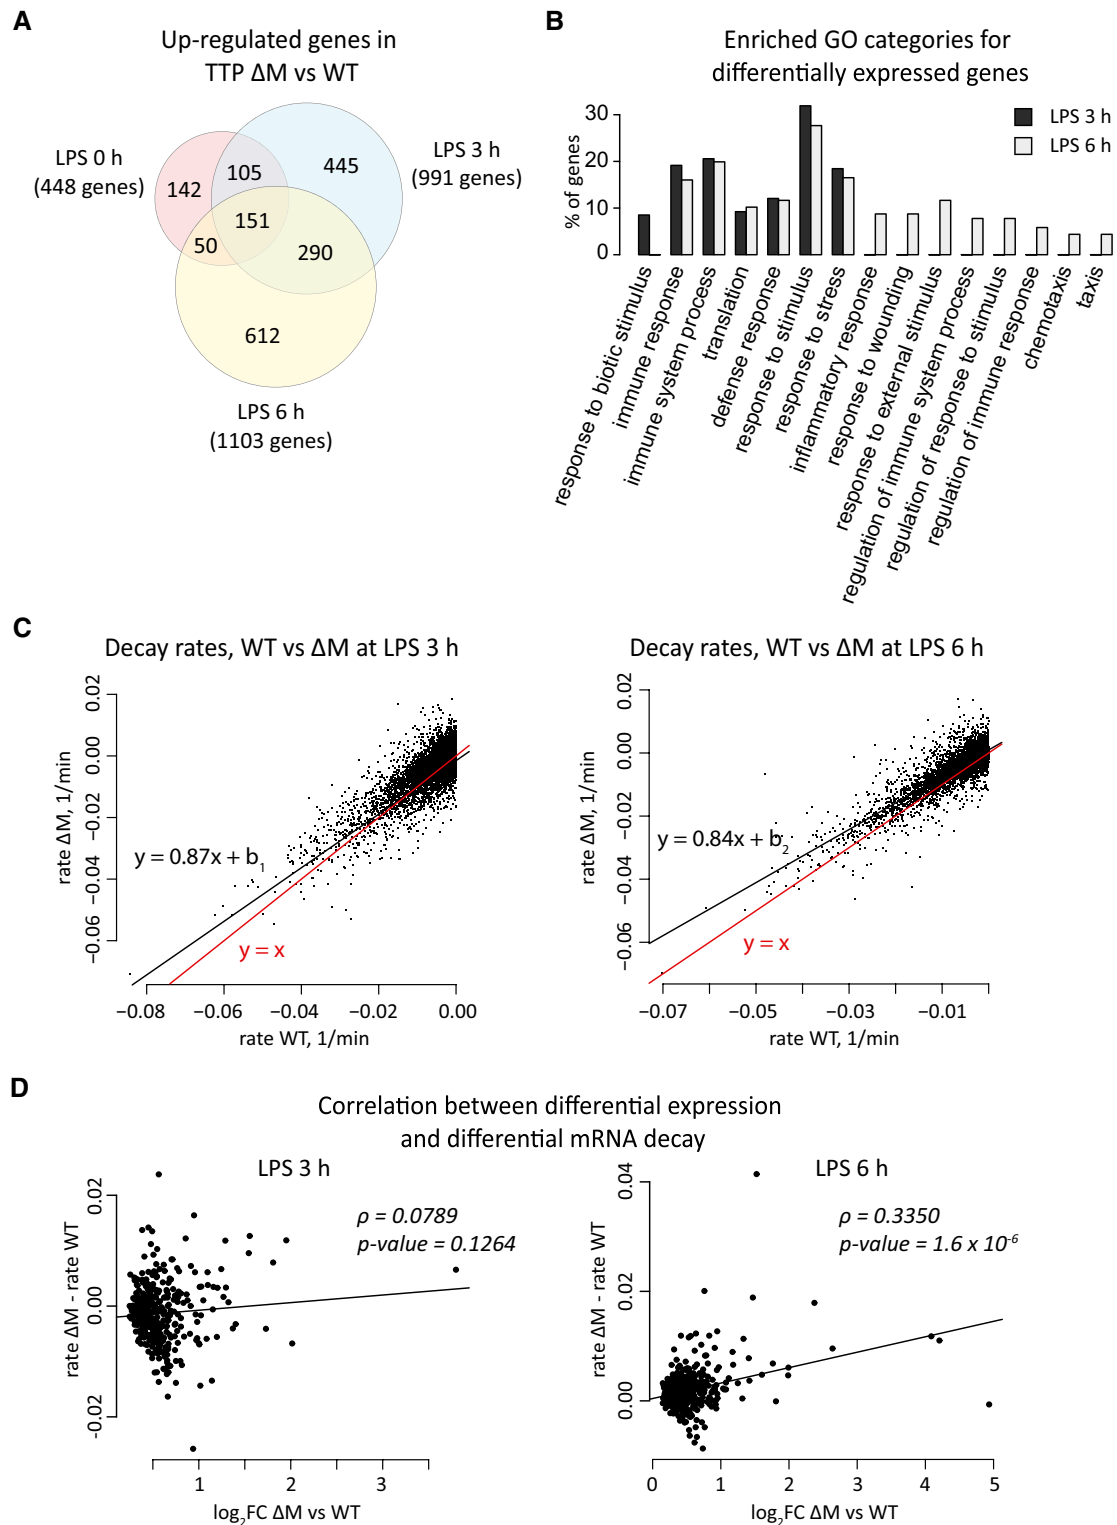 A
Up-regulated genes in
TTP ΔM vs WT
LPS 0 h
(448 genes)
LPS 3 h
(991 genes)
142
105
445
151
50
290
612
LPS 6 h
(1103 genes)
B
Enriched GO categories for
differentially expressed genes
LPS 3 h
LPS 6 h
% of genes
30
20
10
0
response to biotic stimulus
immune response
immune system process
translation
defense response
response to stimulus
response to stress
inflammatory response
response to wounding
response to external stimulus
regulation of immune system process
regulation of response to stimulus
regulation of immune response
chemotaxis
taxis
C
Decay rates, WT vs ΔM at LPS 3 h
rate ΔM, 1/min
0.02
0.00
−0.02
−0.04
−0.06
y = 0.87x + b₁
y = x
−0.08
−0.06
−0.04
−0.02
0.00
rate WT, 1/min
Decay rates, WT vs ΔM at LPS 6 h
rate ΔM, 1/min
0.02
0.00
−0.02
−0.04
−0.06
y = 0.84x + b₂
y = x
−0.07
−0.05
−0.03
−0.01
rate WT, 1/min
D
Correlation between differential expression
and differential mRNA decay
LPS 3 h
rate ΔM - rate WT
0.02
0.00
-0.02
ρ = 0.0789
p-value = 0.1264
1
2
3
log₂FC ΔM vs WT
LPS 6 h
rate ΔM - rate WT
0.04
0.02
0.00
ρ = 0.3350
p-value = 1.6 x 10⁻⁶
0
1
2
3
4
5
log₂FC ΔM vs WT